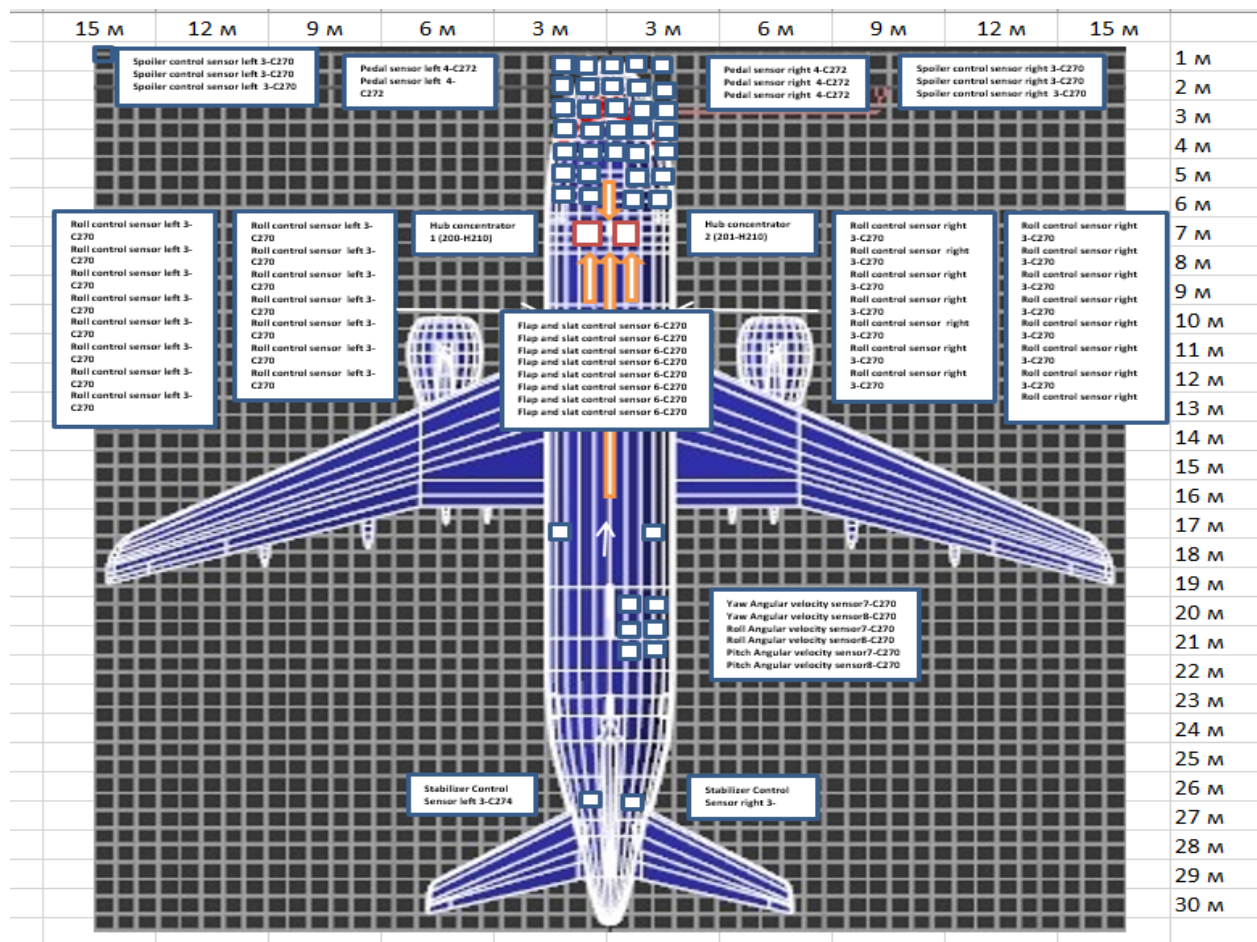 15 м 12 м 9 м 6 м 3 м 3 м 6 м 9 м 12 м 15 м
1 м
2 м
3 м
4 м
5 м
6 м
7 м
8 м
9 м
10 м
11 м
12 м
13 м
14 м
15 м
16 м
17 м
18 м
19 м
20 м
21 м
22 м
23 м
24 м
25 м
26 м
27 м
28 м
29 м
30 м
Spoiler control sensor left 3-C270
Spoiler control sensor left 3-C270
Spoiler control sensor left 3-C270
Pedal sensor left 4-C272
Pedal sensor left 4-
C272
Pedal sensor right 4-C272
Pedal sensor right 4-C272
Pedal sensor right 4-C272
Spoiler control sensor right 3-C270
Spoiler control sensor right 3-C270
Spoiler control sensor right 3-C270
Roll control sensor left 3-
C270
Roll control sensor left 3-
C270
Roll control sensor left 3-
C270
Roll control sensor left 3-
C270
Roll control sensor left 3-
C270
Roll control sensor left 3-
C270
Roll control sensor left 3-
C270
Roll control sensor left 3-
C270
Roll control sensor left 3-
C270
Roll control sensor left 3-
C270
Roll control sensor left 3-
C270
Roll control sensor left 3-
C270
Roll control sensor left 3-
C270
Roll control sensor left 3-
C270
Roll control sensor left 3-
C270
Hub concentrator
1 (200-H210)
Hub concentrator
2 (201-H210)
Roll control sensor right
3-C270
Roll control sensor right
3-C270
Roll control sensor right
3-C270
Roll control sensor right
3-C270
Roll control sensor right
3-C270
Roll control sensor right
3-C270
Roll control sensor right
3-C270
Roll control sensor right
3-C270
Roll control sensor right
3-C270
Roll control sensor right
3-C270
Roll control sensor right
3-C270
Roll control sensor right
3-C270
Roll control sensor right
3-C270
Roll control sensor right
3-C270
Roll control sensor right
Flap and slat control sensor 6-C270
Flap and slat control sensor 6-C270
Flap and slat control sensor 6-C270
Flap and slat control sensor 6-C270
Flap and slat control sensor 6-C270
Flap and slat control sensor 6-C270
Flap and slat control sensor 6-C270
Flap and slat control sensor 6-C270
Yaw Angular velocity sensor7-C270
Yaw Angular velocity sensor8-C270
Roll Angular velocity sensor7-C270
Roll Angular velocity sensor8-C270
Pitch Angular velocity sensor7-C270
Pitch Angular velocity sensor8-C270
Stabilizer Control
Sensor left 3-C274
Stabilizer Control
Sensor right 3-